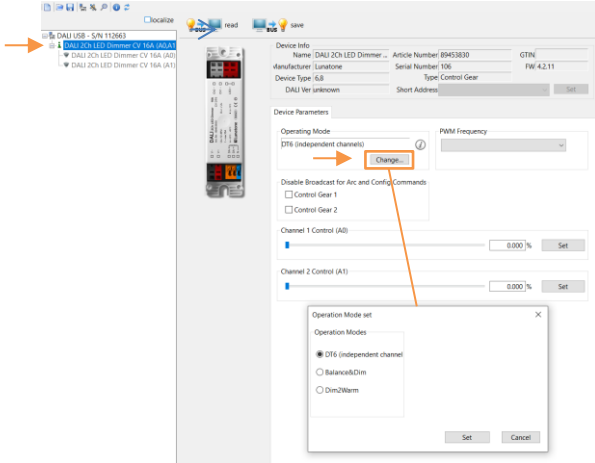 localize
BUS
read
BUS
save
DALI USB - S/N 112663
DALI 2Ch LED Dimmer CV 16A (A0,A1
DALI 2Ch LED Dimmer CV 16A (A0)
DALI 2Ch LED Dimmer CV 16A (A1)
Device Info
Name DALI 2Ch LED Dimmer ... Article Number 89453830 GTIN
Manufacturer Lunatone Serial Number 106 FW 4.2.11
Device Type 6,8 Type Control Gear
DALI Ver unknown Short Address Set
Device Parameters
Operating Mode
DT6 (independent channels)
Change...
PWM Frequency
Disable Broadcast for Arc and Config Commands
Control Gear 1
Control Gear 2
Channel 1 Control (A0)
0.000 % Set
Channel 2 Control (A1)
0.000 % Set
Operation Mode set
Operation Modes
DT6 (independent channel
Balance&Dim
Dim2Warm
Set Cancel